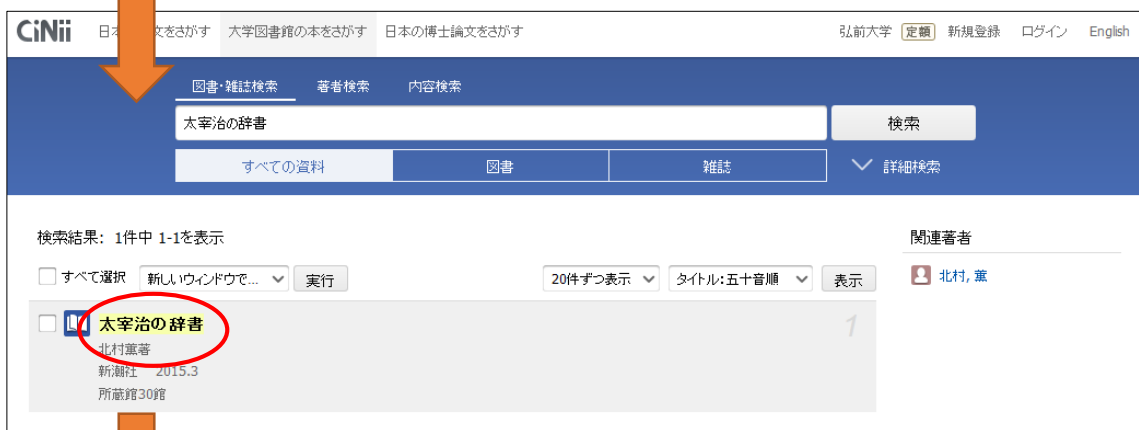 CiNii 日 文をさがす 大学図書館の本をさがす 日本の博士論文をさがす 弘前大学 定額 新規登録 ログイン English
図書・雑誌検索 著者検索 内容検索
太宰治の辞書 検索
すべての資料 図書 雑誌 詳細検索
検索結果: 1件中 1-1を表示 関連著者
すべて選択 新しいウィンドウで... 実行 20件ずつ表示 タイトル:五十音順 表示 北村, 薫
太宰治の辞書 1
北村薫著
新潮社 2015.3
所蔵館30館